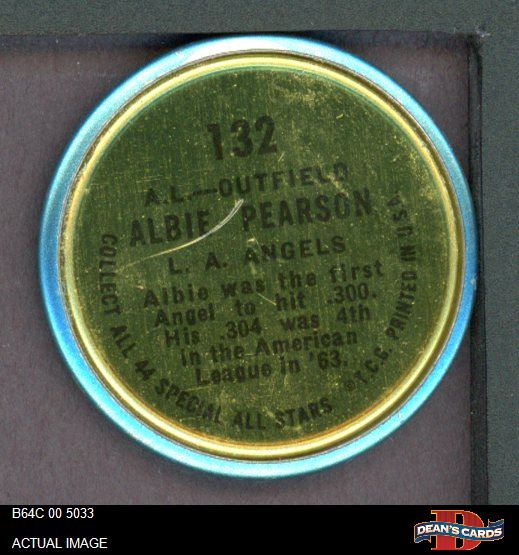 132
A.L.—OUTFIELD
ALBIE PEARSON
L. A. ANGELS
Albie was the first
Angel to hit .300.
His .304 was 4th
in the American
League in '63.
COLLECT ALL 44 SPECIAL ALL STARS ©T.C.G. PRINTED IN U.S.A.
B64C 00 5033
ACTUAL IMAGE
D
DEAN'S CARDS